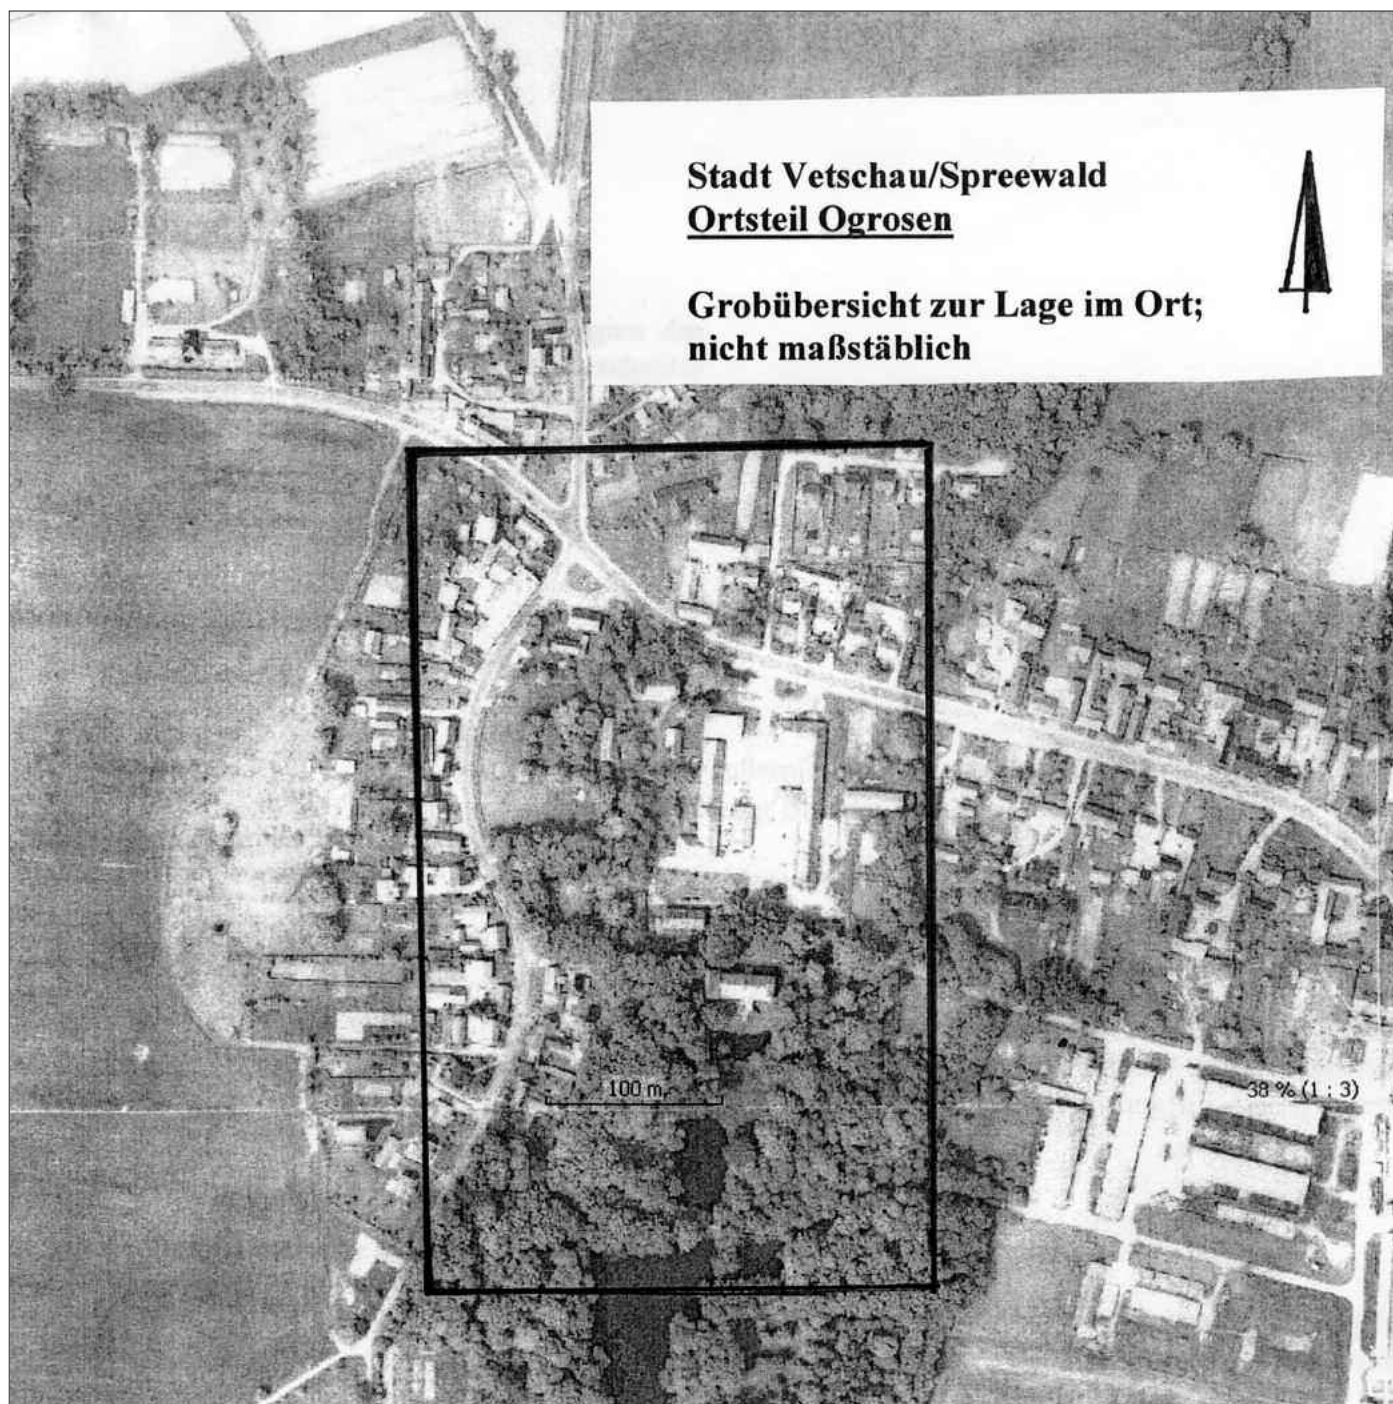 Stadt Vetschau/Spreewald
Ortsteil Ogrosen
Grobübersicht zur Lage im Ort;
nicht maßstäblich
100 m
38 % (1 : 3)